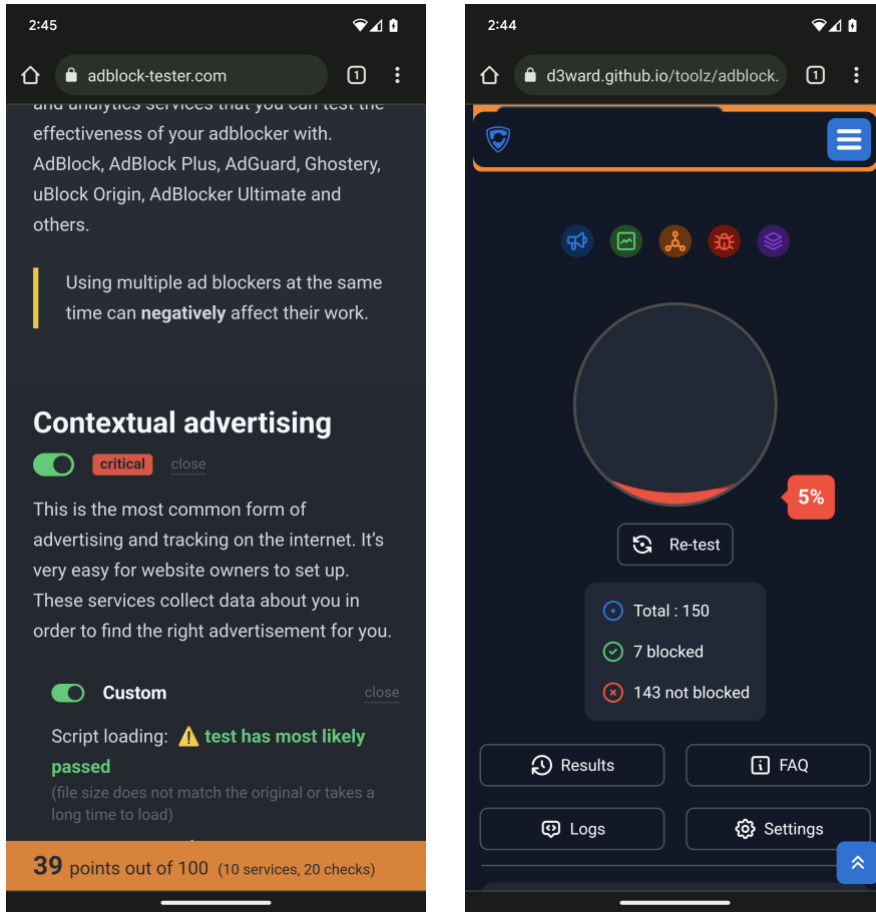 2:45
adblock-tester.com
1
and analytics services that you can test the
effectiveness of your adblocker with.
AdBlock, AdBlock Plus, AdGuard, Ghostery,
uBlock Origin, AdBlocker Ultimate and
others.
Using multiple ad blockers at the same
time can negatively affect their work.
Contextual advertising
critical
close
This is the most common form of
advertising and tracking on the internet. It's
very easy for website owners to set up.
These services collect data about you in
order to find the right advertisement for you.
Custom
close
Script loading: ⚠️ test has most likely
passed
(file size does not match the original or takes a
long time to load)
39 points out of 100 (10 services, 20 checks)
2:44
d3ward.github.io/toolz/adblock.
1
5%
Re-test
Total : 150
7 blocked
143 not blocked
Results
FAQ
Logs
Settings